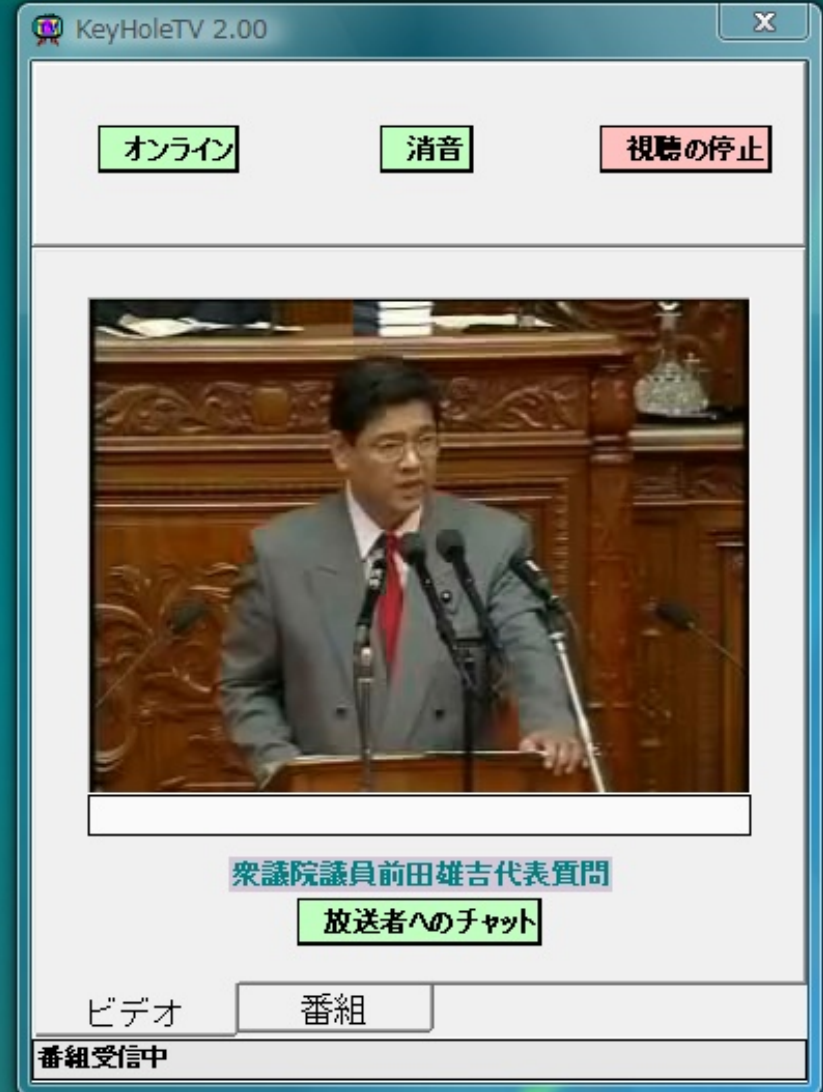 KeyHoleTV 2.00
オンライン 消音 視聴の停止
衆議院議員前田雄吉代表質問
放送者へのチャット
ビデオ 番組
番組受信中